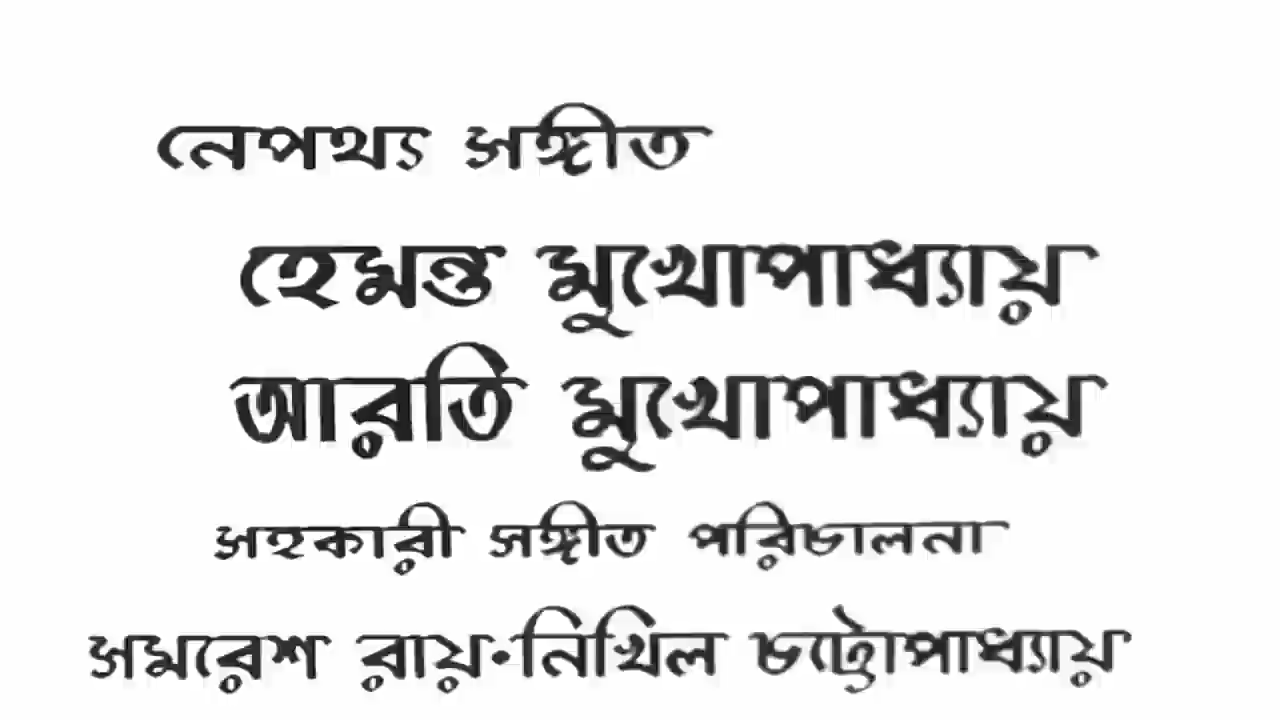 নেপথ্য সঙ্গীত
হেমন্ত মুখোপাধ্যায়
আরতি মুখোপাধ্যায়
সহকারী সঙ্গীত পরিচালনা
সমরেশ রায়·নিখিল চট্টোপাধ্যায়